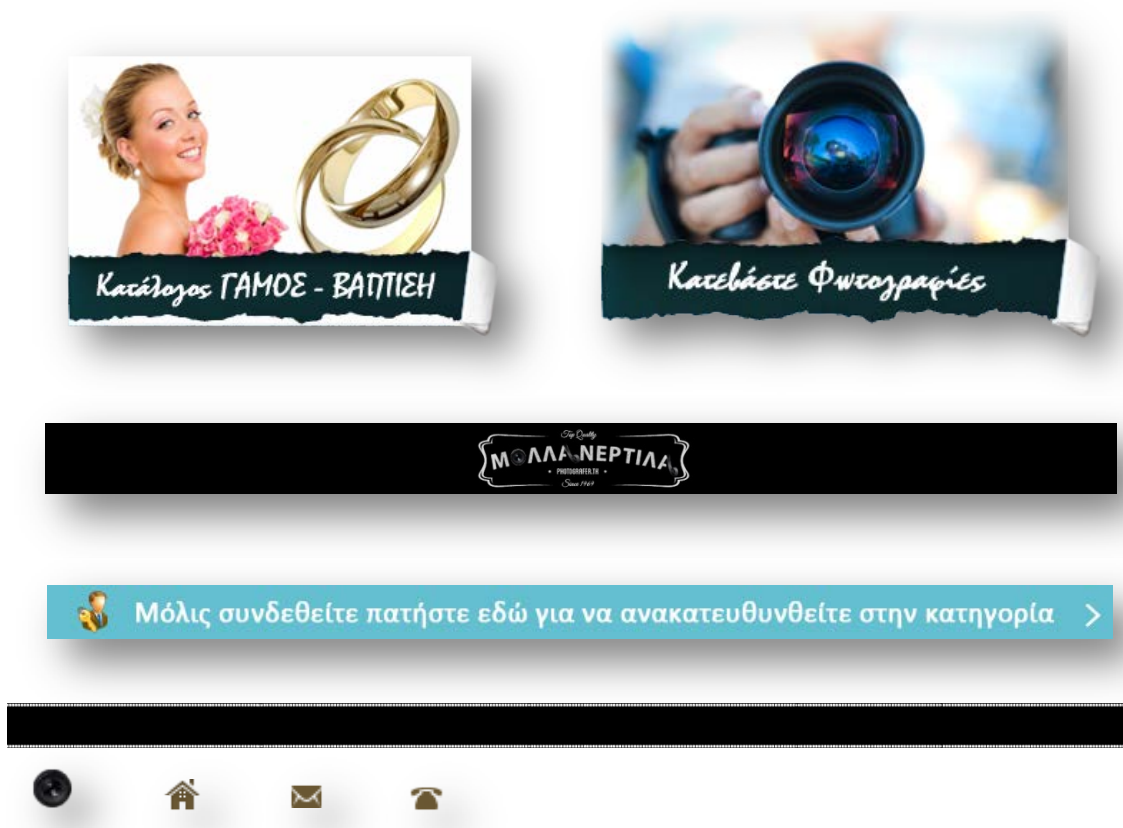 Κατάλογος ΓΑΜΟΣ - ΒΑΠΤΙΣΗ
Κατεβάστε Φωτογραφίες
Top Quality
ΜΟΛΛΑ ΝΕΡΤΙΛΑ
PHOTOGRAFER.TK
Since 1969
Μόλις συνδεθείτε πατήστε εδώ για να ανακατευθυνθείτε στην κατηγορία